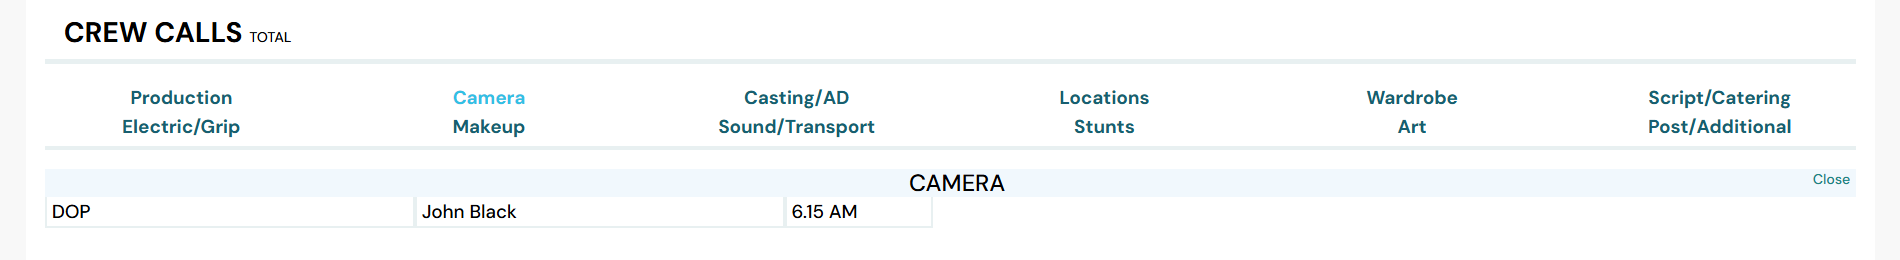 CREW CALLS TOTAL
Production Camera Casting/AD Locations Wardrobe Script/Catering
Electric/Grip Makeup Sound/Transport Stunts Art Post/Additional
CAMERA Close
DOP John Black 6.15 AM